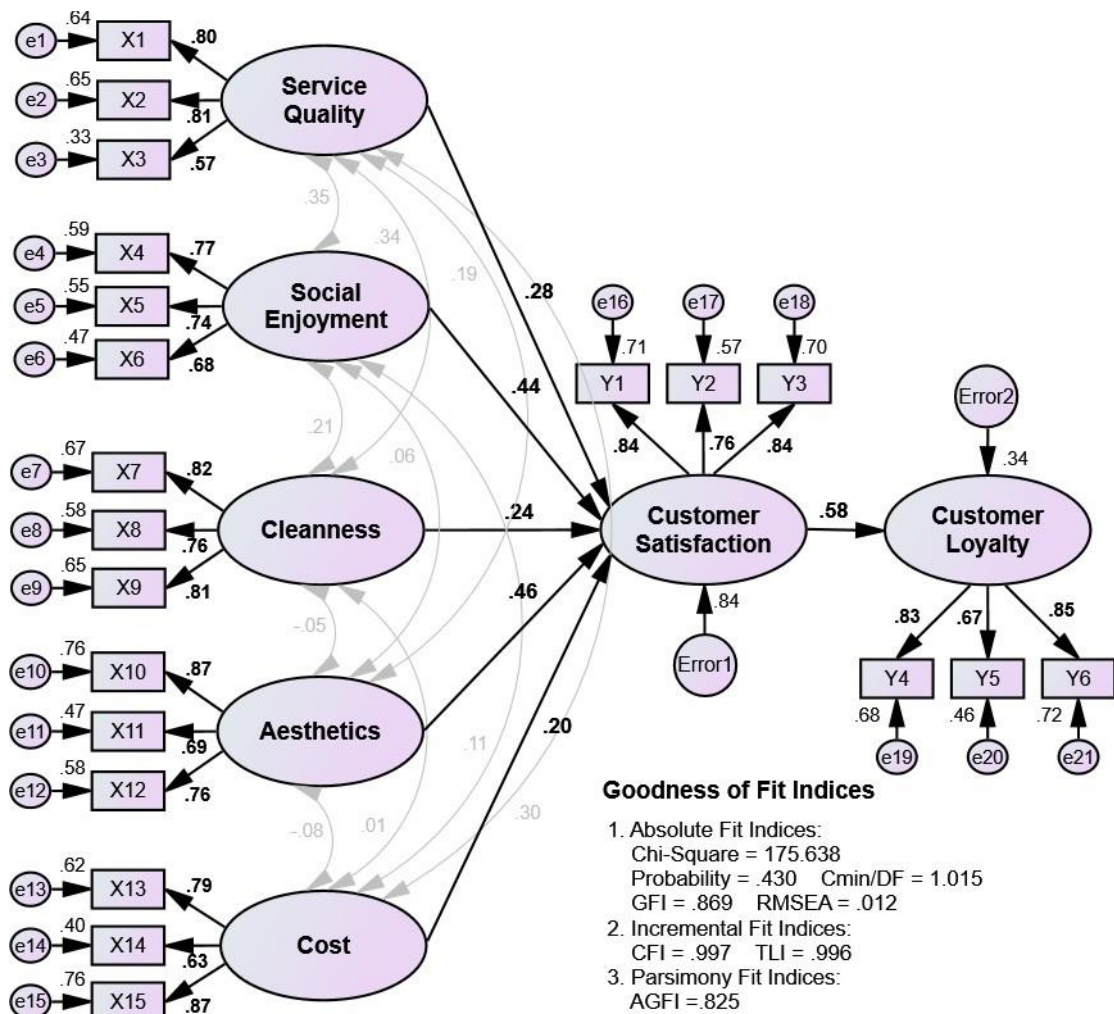 .64
e1
X1
.80
.65
e2
X2
.81
.33
e3
X3
.57
Service
Quality
.59
e4
X4
.77
.55
e5
X5
.74
.47
e6
X6
.68
Social
Enjoyment
.67
e7
X7
.82
.58
e8
X8
.76
.65
e9
X9
.81
Cleanness
.76
e10
X10
.87
.47
e11
X11
.69
.58
e12
X12
.76
Aesthetics
.62
e13
X13
.79
.40
e14
X14
.63
.76
e15
X15
.87
Cost
.35
.34
.19
.21
.06
-.05
.11
-.08
.01
.30
.28
.44
.24
.46
.20
e16
e17
e18
.71
.57
.70
Y1
Y2
Y3
.84
.76
.84
Customer
Satisfaction
.84
Error1
.58
Error2
.34
Customer
Loyalty
.83
.67
.85
Y4
Y5
Y6
.68
.46
.72
e19
e20
e21
Goodness of Fit Indices
1. Absolute Fit Indices:
Chi-Square = 175.638
Probability = .430 Cmin/DF = 1.015
GFI = .869 RMSEA = .012
2. Incremental Fit Indices:
CFI = .997 TLI = .996
3. Parsimony Fit Indices:
AGFI =.825